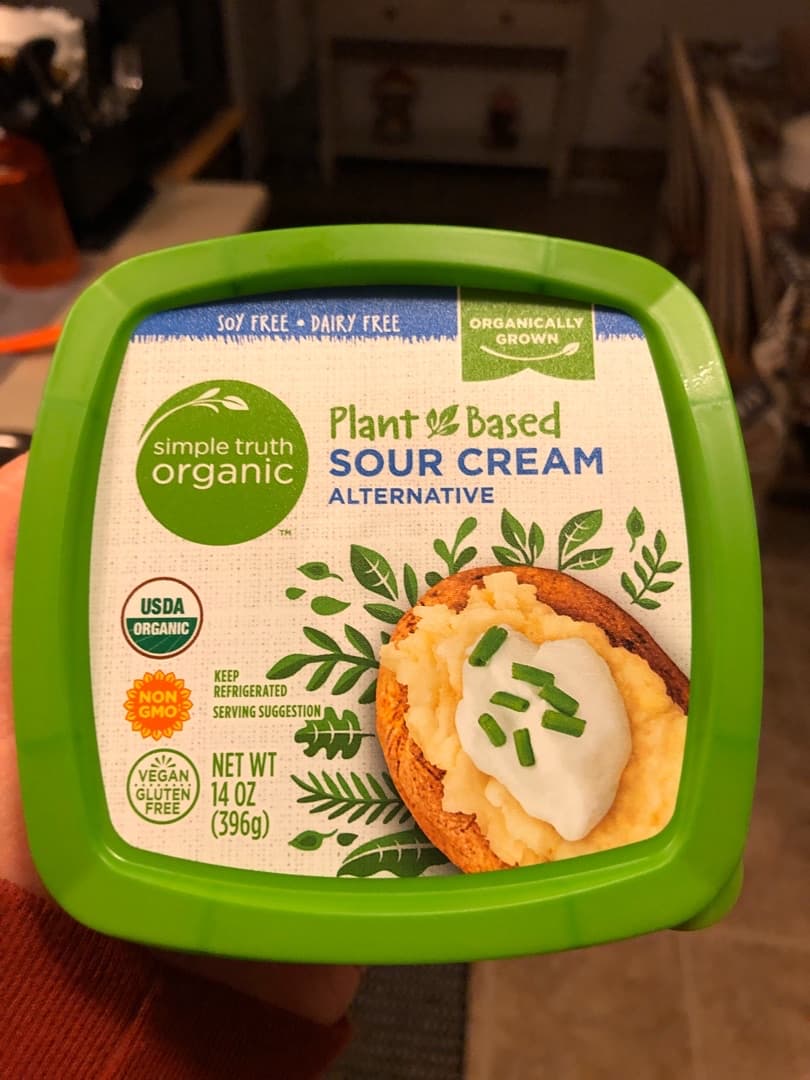 SOY FREE • DAIRY FREE
ORGANICALLY
GROWN
simple truth
organic
TM
Plant Based
SOUR CREAM
ALTERNATIVE
USDA
ORGANIC
NON
GMO
KEEP
REFRIGERATED
SERVING SUGGESTION
VEGAN
GLUTEN
FREE
NET WT
14 OZ
(396g)